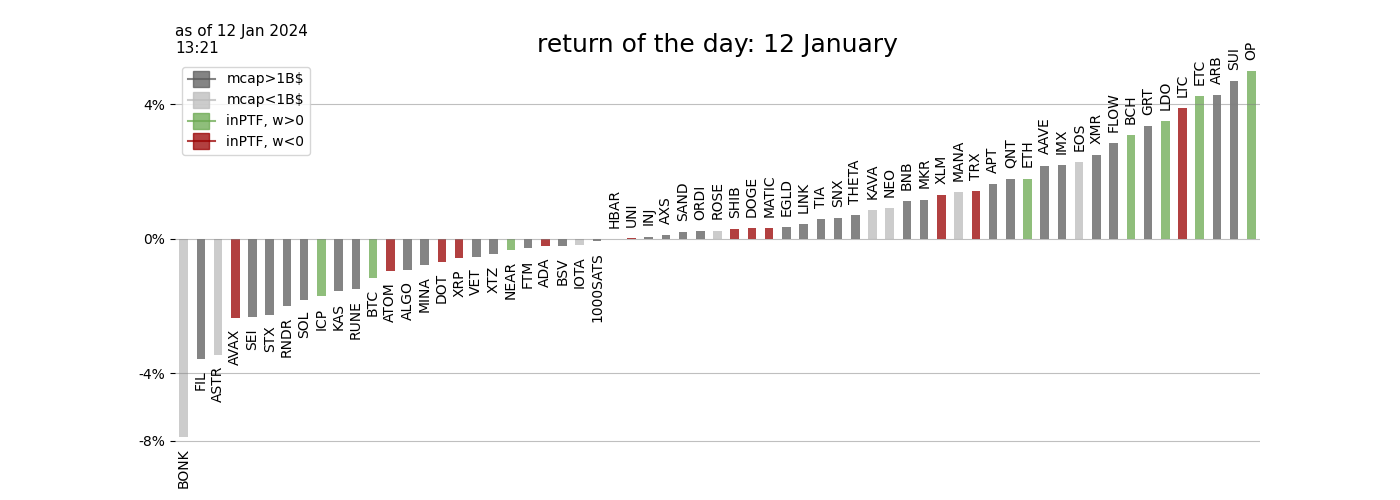 as of 12 Jan 2024
13:21
return of the day: 12 January
mcap>1B$
mcap<1B$
inPTF, w>0
inPTF, w<0
4%
0%
-4%
-8%
BONK
FIL
ASTR
AVAX
SEI
STX
RNDR
SOL
ICP
KAS
RUNE
BTC
ATOM
ALGO
MINA
DOT
XRP
VET
XTZ
NEAR
FTM
ADA
BSV
IOTA
1000SATS
HBAR
UNI
INJ
AXS
SAND
ORDI
ROSE
SHIB
DOGE
MATIC
EGLD
LINK
TIA
SNX
THETA
KAVA
NEO
BNB
MKR
XLM
MANA
TRX
APT
QNT
ETH
AAVE
IMX
EOS
XMR
FLOW
BCH
GRT
LDO
LTC
ETC
ARB
SUI
OP